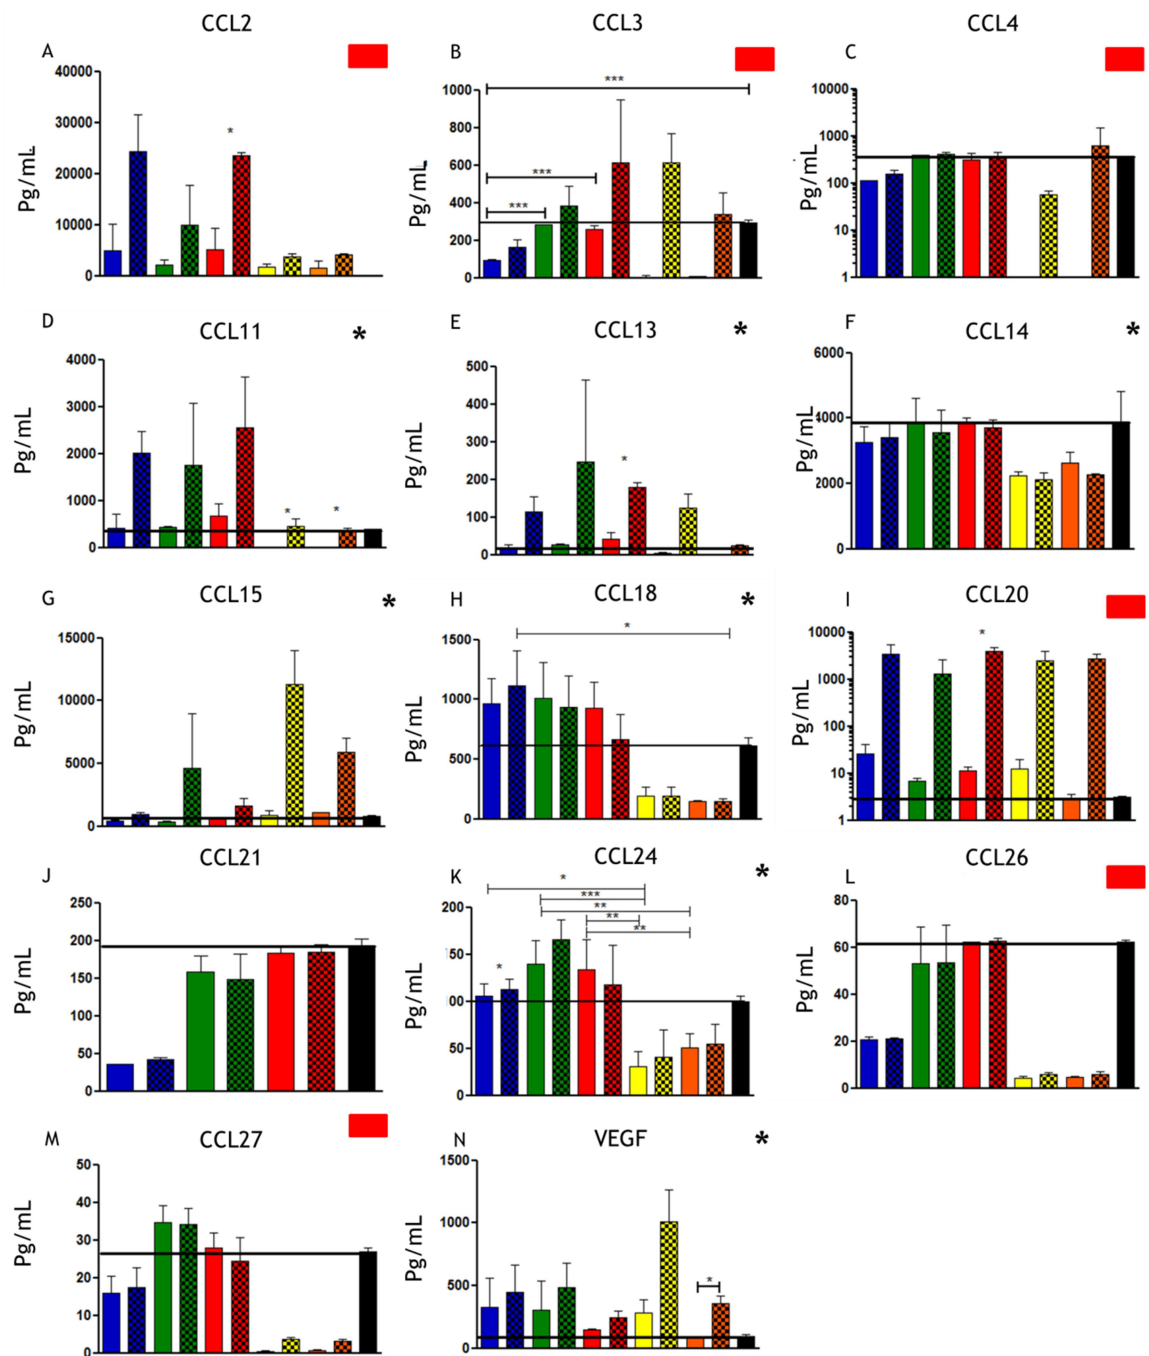 CCL2 CCL3 CCL4
A B C
40000 30000 20000 10000 0
Pg/mL
*
1000 800 600 400 200 0
Pg/mL
*** *** ***
10000 1000 100 10 1
Pg/mL
D CCL11 * E CCL13 * F CCL14 *
4000 3000 2000 1000 0
Pg/mL
* *
500 400 300 200 100 0
Pg/mL
*
6000 4000 2000 0
Pg/mL
G CCL15 * H CCL18 * I CCL20
15000 10000 5000 0
Pg/mL
1500 1000 500 0
Pg/mL
*
10000 1000 100 10 1
Pg/mL
*
J CCL21 K CCL24 * L CCL26
250 200 150 100 50 0
Pg/mL
200 150 100 50 0
Pg/mL
* *** ** ** ** *
80 60 40 20 0
Pg/mL
M CCL27 N VEGF *
50 40 30 20 10 0
Pg/mL
1500 1000 500 0
Pg/mL
*